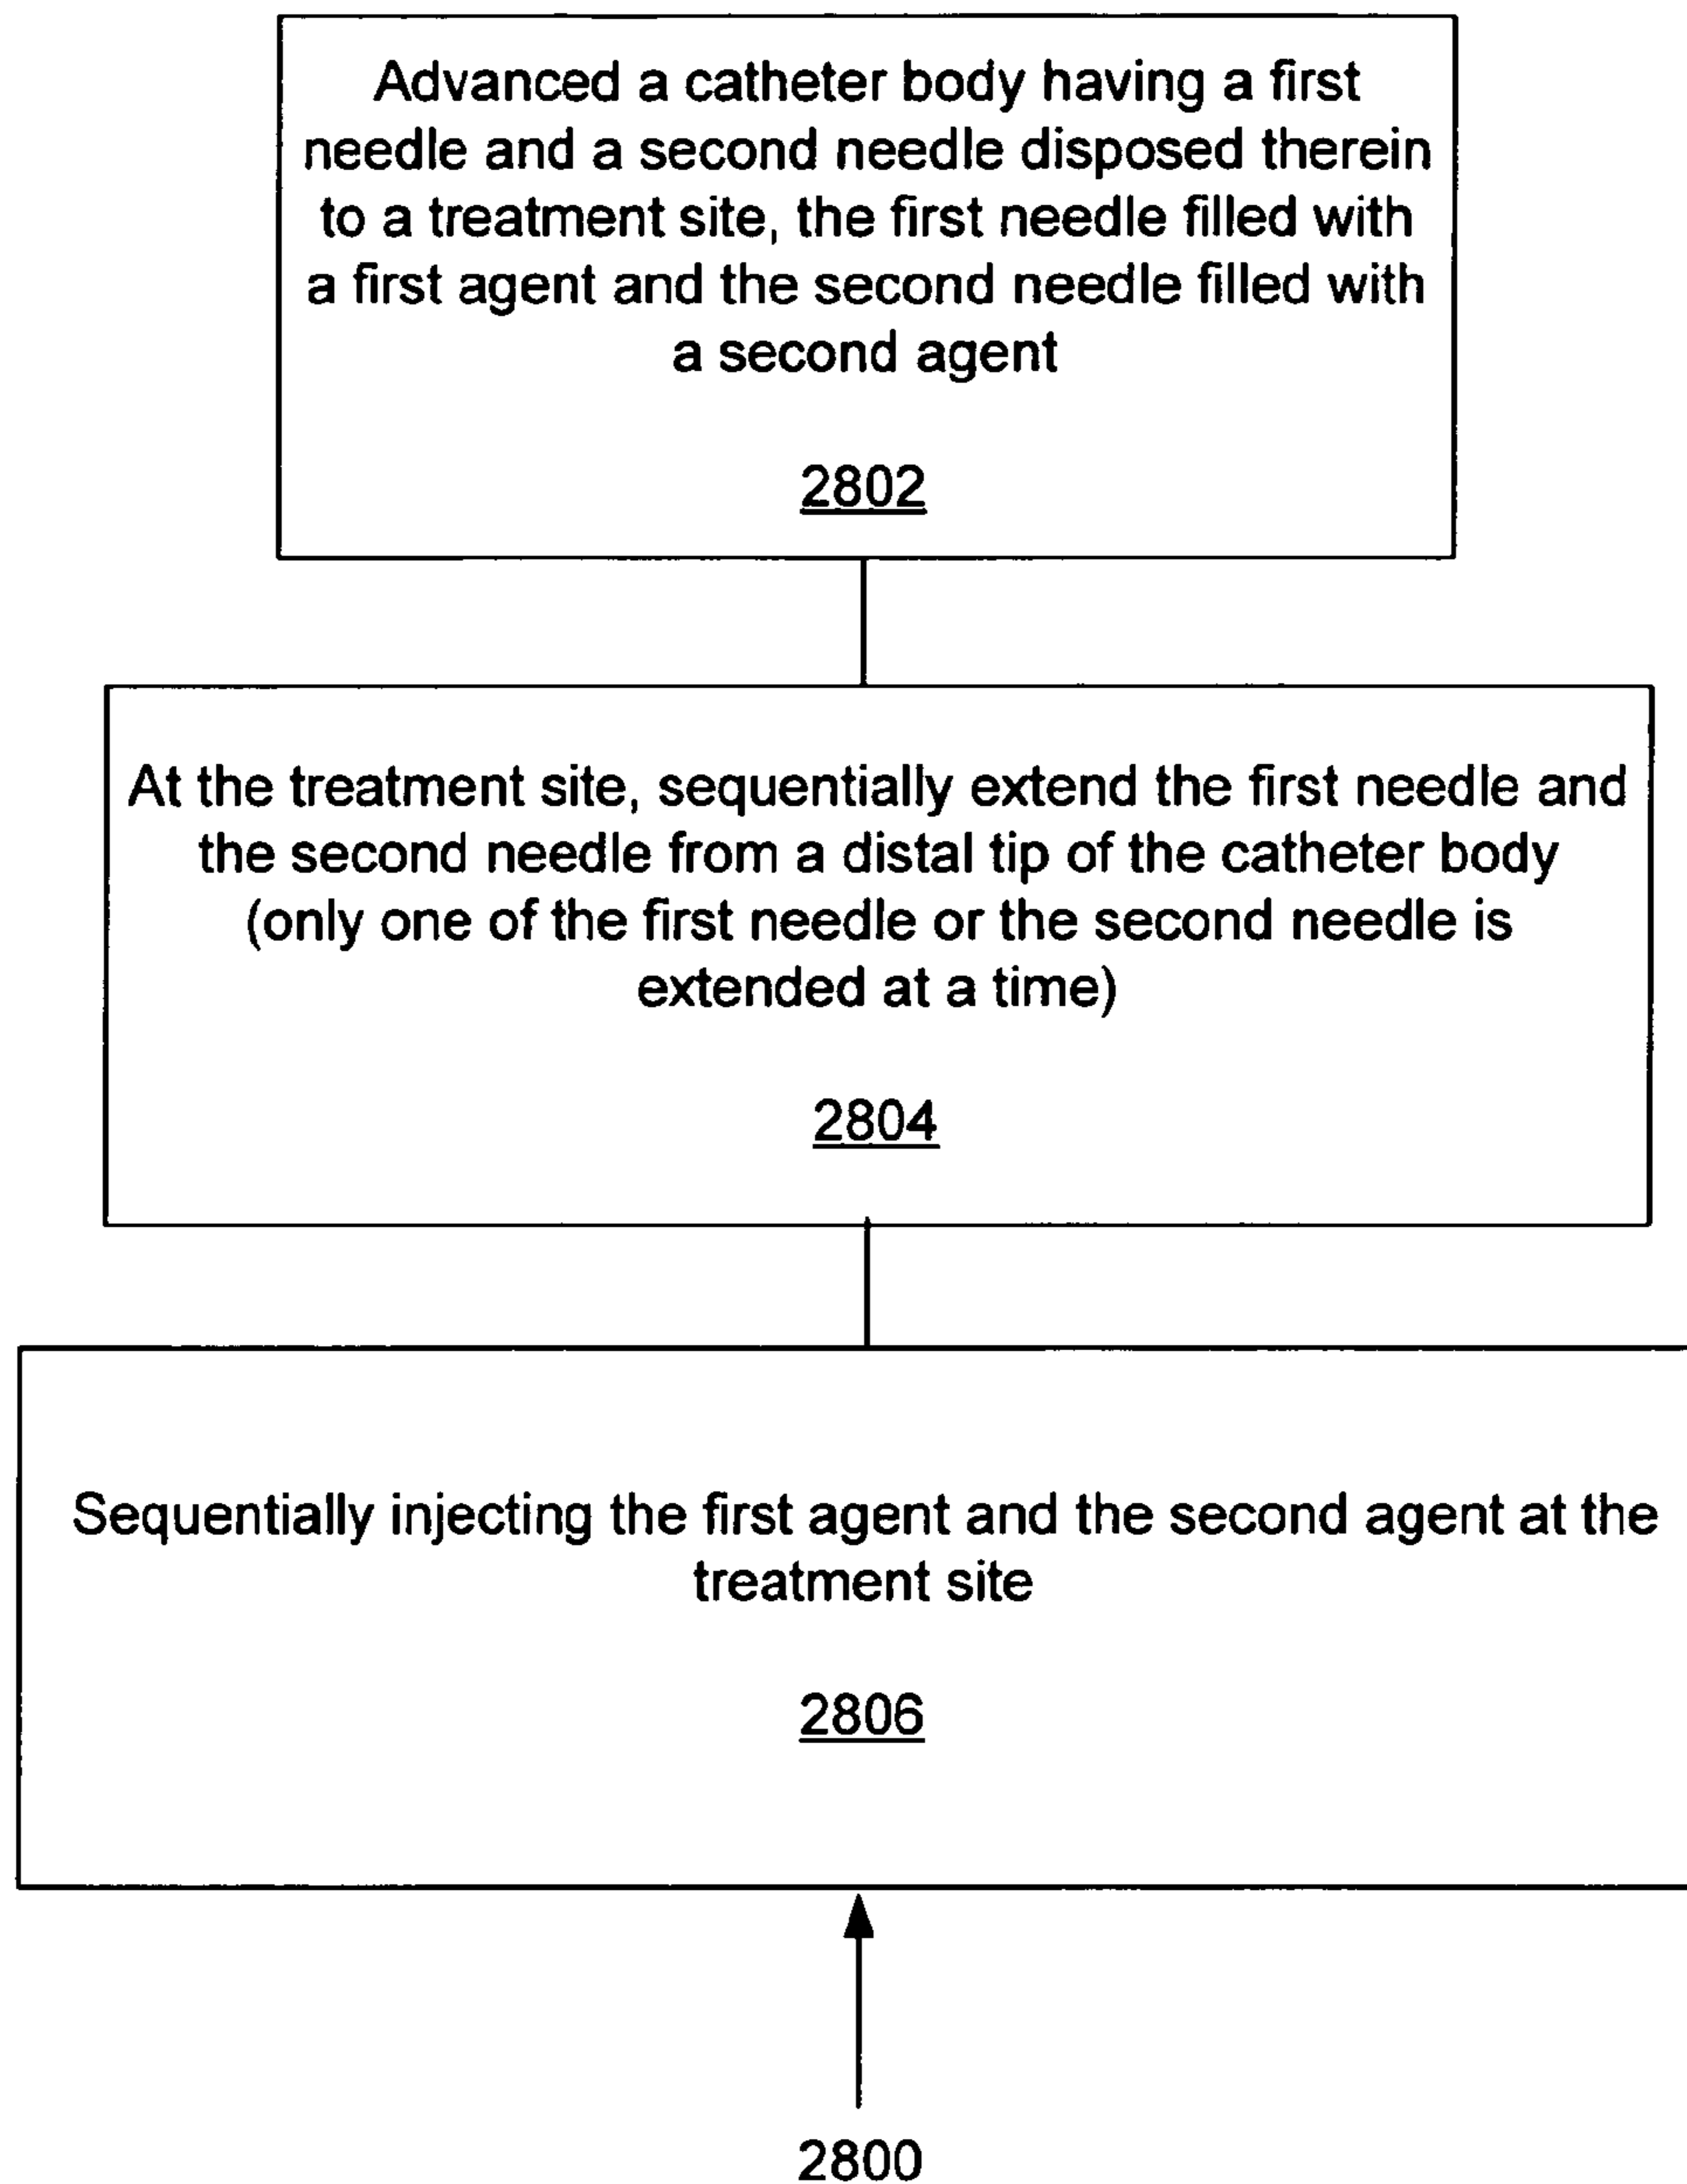 Advanced a catheter body having a first
needle and a second needle disposed therein
to a treatment site, the first needle filled with
a first agent and the second needle filled with
a second agent
2802
At the treatment site, sequentially extend the first needle and
the second needle from a distal tip of the catheter body
(only one of the first needle or the second needle is
extended at a time)
2804
Sequentially injecting the first agent and the second agent at the
treatment site
2806
2800